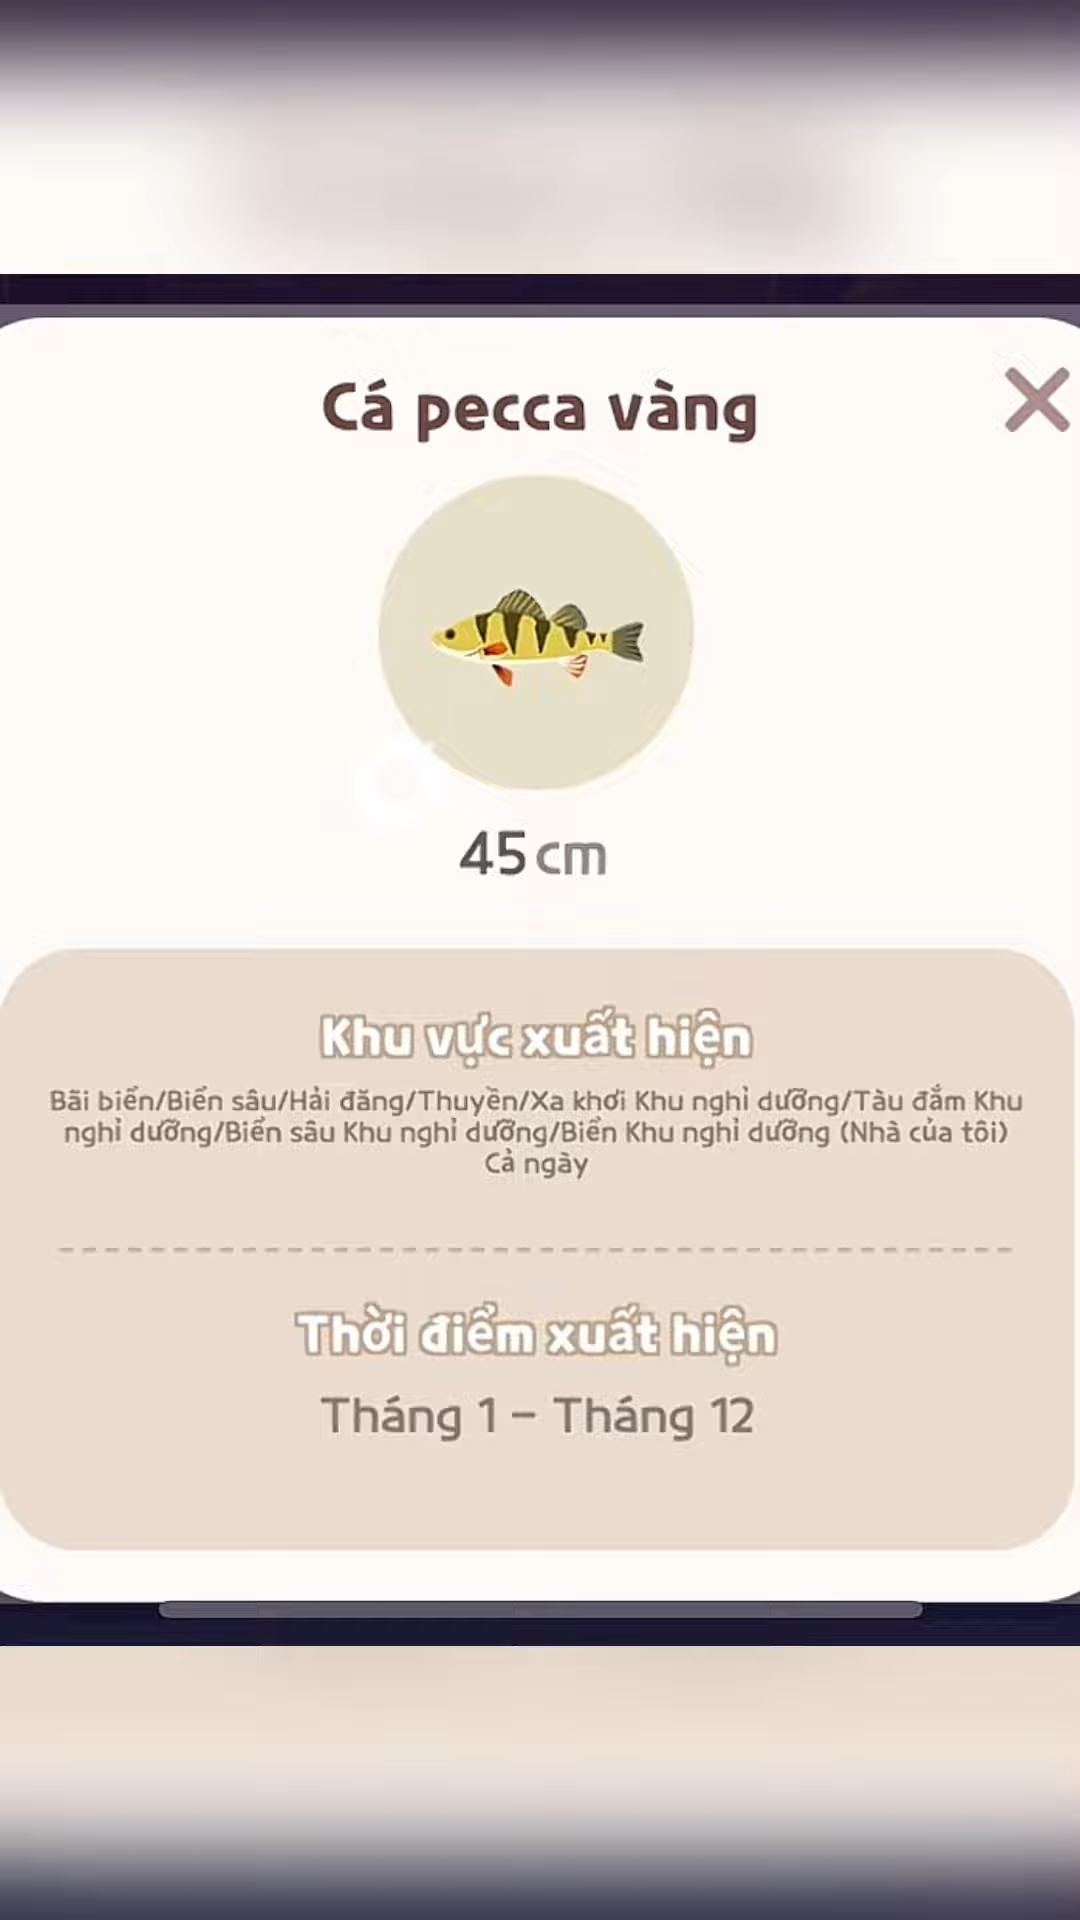 Cá pecca vàng
45 cm
Khu vực xuất hiện
Bãi biển/Biển sâu/Hải đăng/Thuyền/Xa khơi Khu nghỉ dưỡng/Tàu đắm Khu
nghỉ dưỡng/Biển sâu Khu nghỉ dưỡng/Biển Khu nghỉ dưỡng (Nhà của tôi)
Cả ngày
Thời điểm xuất hiện
Tháng 1 – Tháng 12